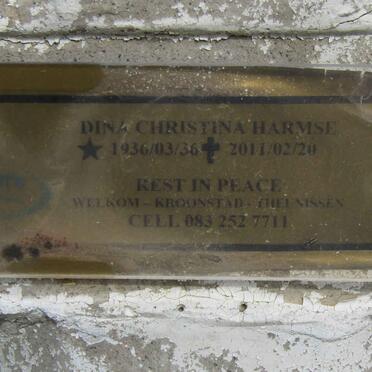 DINA CHRISTINA HARMSE
★ 1936/03/36 ✝ 2011/02/20
REST IN PEACE
WELKOM - KROONSTAD - THEUNISSEN
CELL 083 252 7711